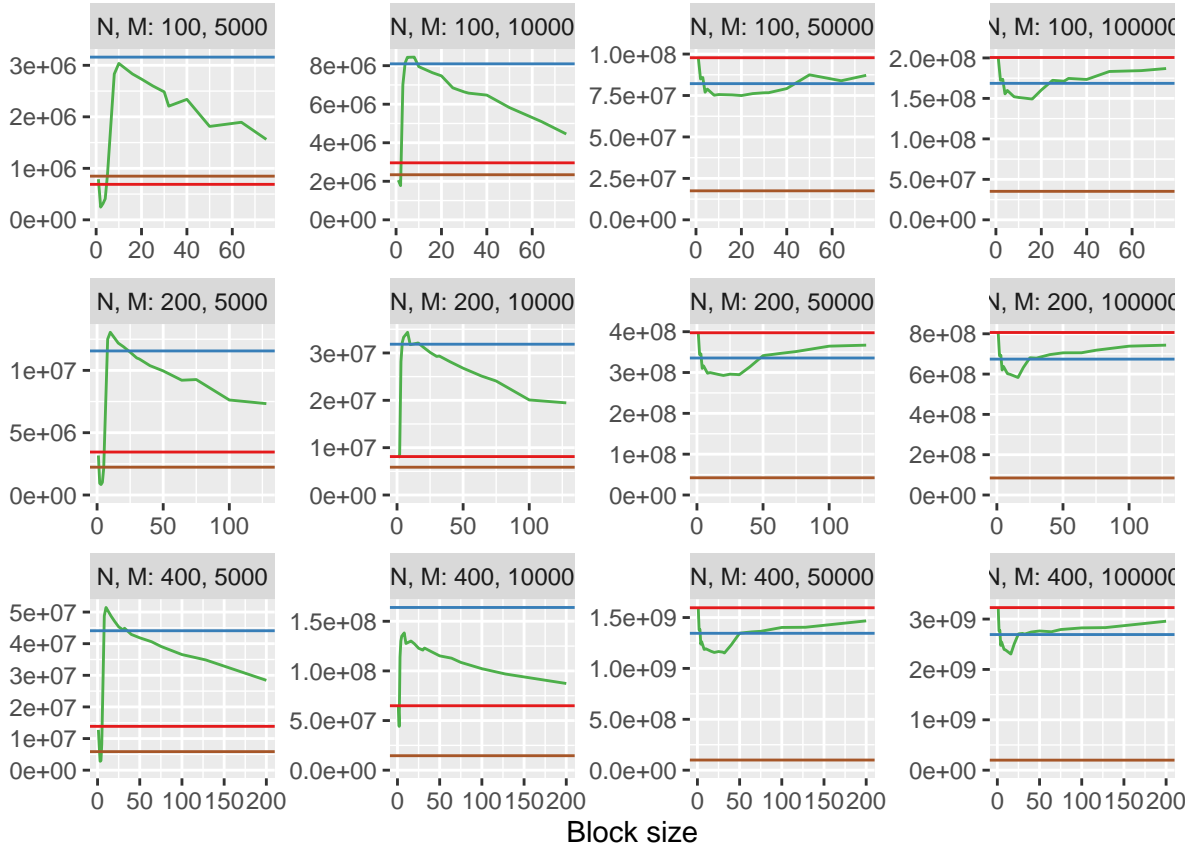 N, M: 100, 5000
3e+06
2e+06
1e+06
0e+00
0 20 40 60
N, M: 100, 10000
8e+06
6e+06
4e+06
2e+06
0e+00
0 20 40 60
N, M: 100, 50000
1.0e+08
7.5e+07
5.0e+07
2.5e+07
0.0e+00
0 20 40 60
N, M: 100, 100000
2.0e+08
1.5e+08
1.0e+08
5.0e+07
0.0e+00
0 20 40 60
N, M: 200, 5000
1e+07
5e+06
0e+00
0 50 100
N, M: 200, 10000
3e+07
2e+07
1e+07
0e+00
0 50 100
N, M: 200, 50000
4e+08
3e+08
2e+08
1e+08
0e+00
0 50 100
N, M: 200, 100000
8e+08
6e+08
4e+08
2e+08
0e+00
0 50 100
N, M: 400, 5000
5e+07
4e+07
3e+07
2e+07
1e+07
0e+00
0 50 100 150 200
N, M: 400, 10000
1.5e+08
1.0e+08
5.0e+07
0.0e+00
0 50 100 150 200
N, M: 400, 50000
1.5e+09
1.0e+09
5.0e+08
0.0e+00
0 50 100 150 200
N, M: 400, 100000
3e+09
2e+09
1e+09
0e+00
0 50 100 150 200
Block size